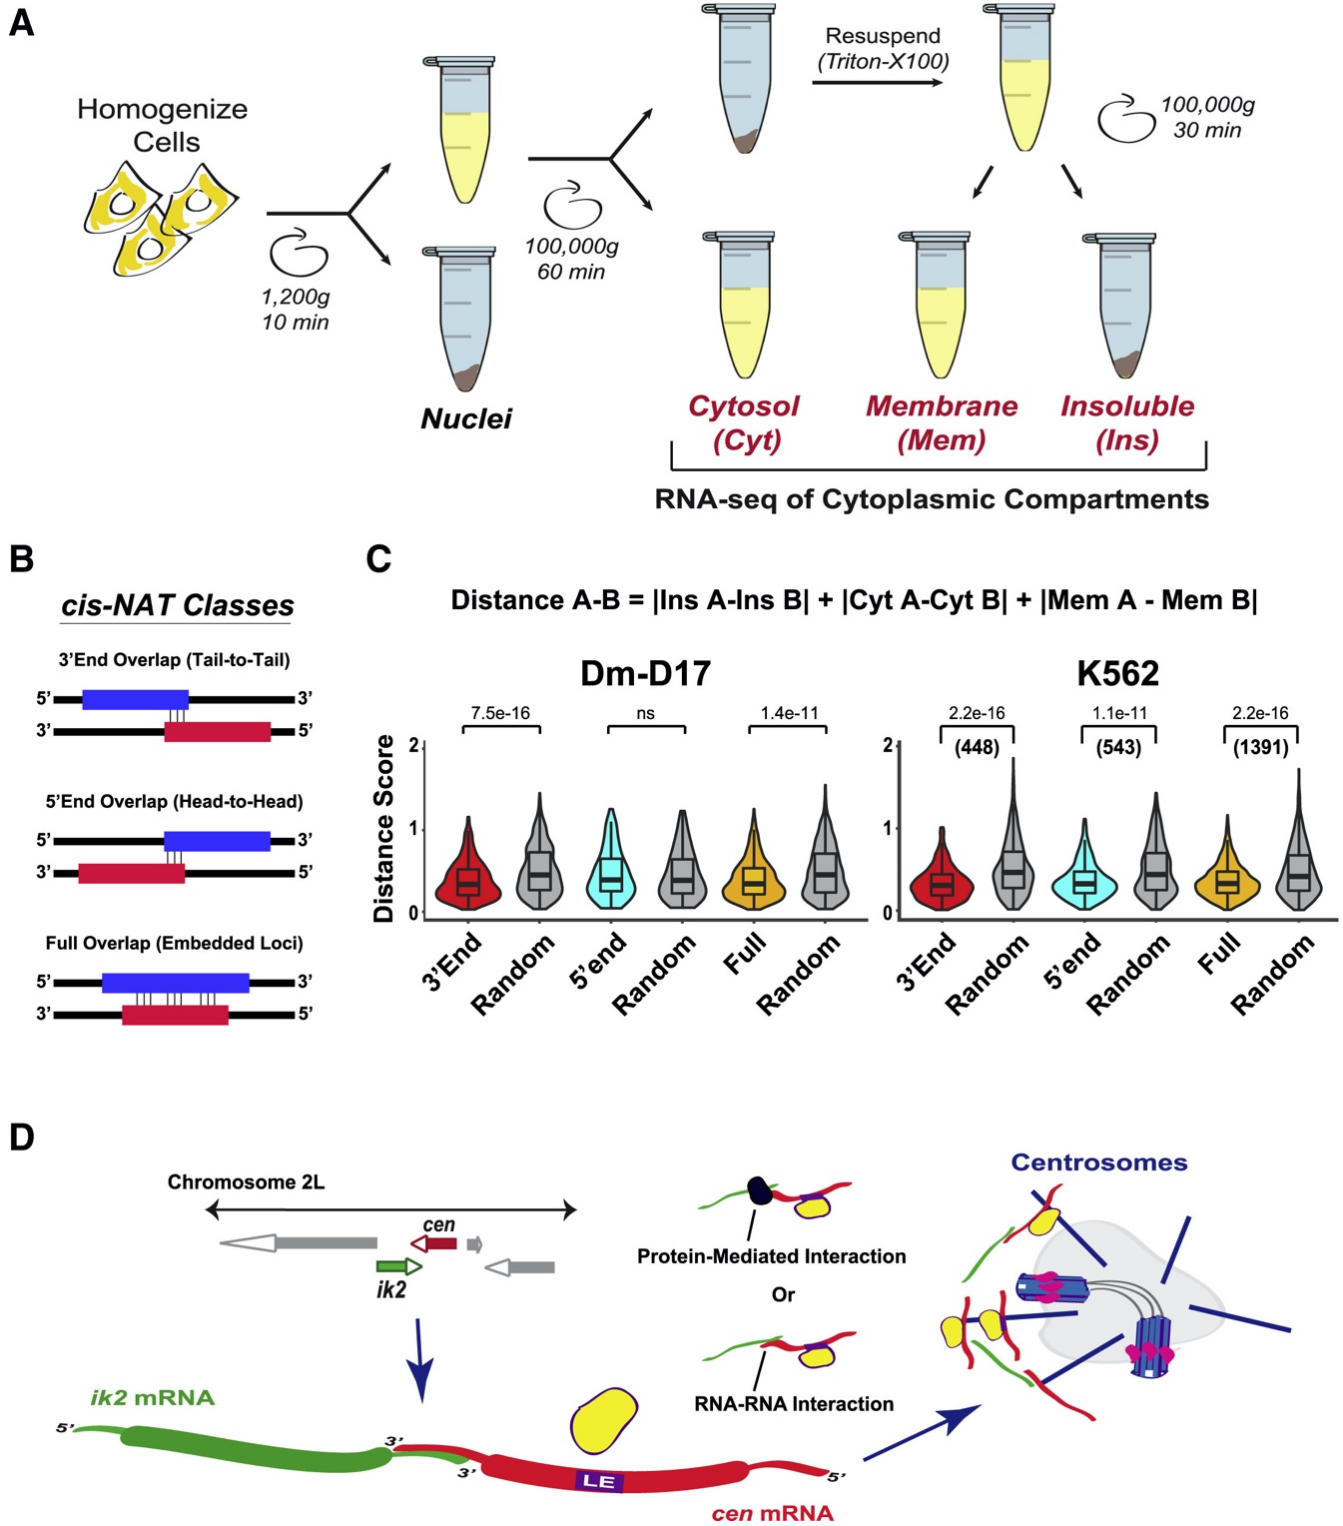 A
Homogenize
Cells
1,200g
10 min
Nuclei
100,000g
60 min
Resuspend
(Triton-X100)
100,000g
30 min
Cytosol
(Cyt)
Membrane
(Mem)
Insoluble
(Ins)
RNA-seq of Cytoplasmic Compartments
B
cis-NAT Classes
3'End Overlap (Tail-to-Tail)
5' 3'
3' 5'
5'End Overlap (Head-to-Head)
5' 3'
3' 5'
Full Overlap (Embedded Loci)
5' 3'
3' 5'
C
Distance A-B = |Ins A-Ins B| + |Cyt A-Cyt B| + |Mem A - Mem B|
Dm-D17
7.5e-16 ns 1.4e-11
Distance Score
2
1
0
3'End Random 5'end Random Full Random
K562
2.2e-16 1.1e-11 2.2e-16
(448) (543) (1391)
2
1
0
3'End Random 5'end Random Full Random
D
Chromosome 2L
cen
ik2
Protein-Mediated Interaction
Or
RNA-RNA Interaction
Centrosomes
ik2 mRNA
5'
3'
3'
LE
5'
cen mRNA